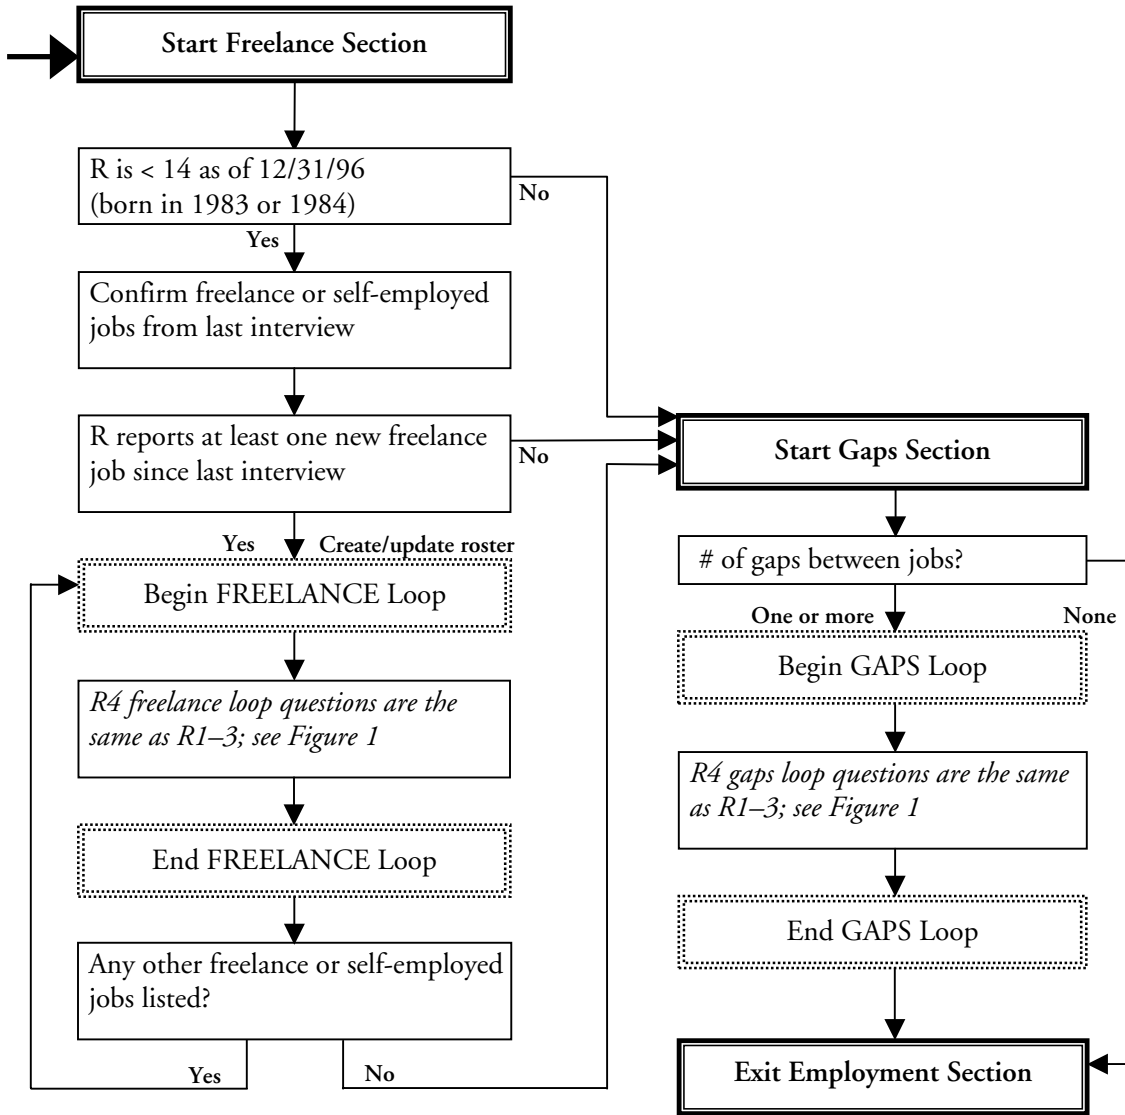 Start Freelance Section
R is < 14 as of 12/31/96
(born in 1983 or 1984)
No
Yes
Confirm freelance or self-employed
jobs from last interview
R reports at least one new freelance
job since last interview
No
Yes
Create/update roster
Begin FREELANCE Loop
R4 freelance loop questions are the
same as R1–3; see Figure 1
End FREELANCE Loop
Any other freelance or self-employed
jobs listed?
Yes
No
Start Gaps Section
# of gaps between jobs?
One or more
None
Begin GAPS Loop
R4 gaps loop questions are the same
as R1–3; see Figure 1
End GAPS Loop
Exit Employment Section